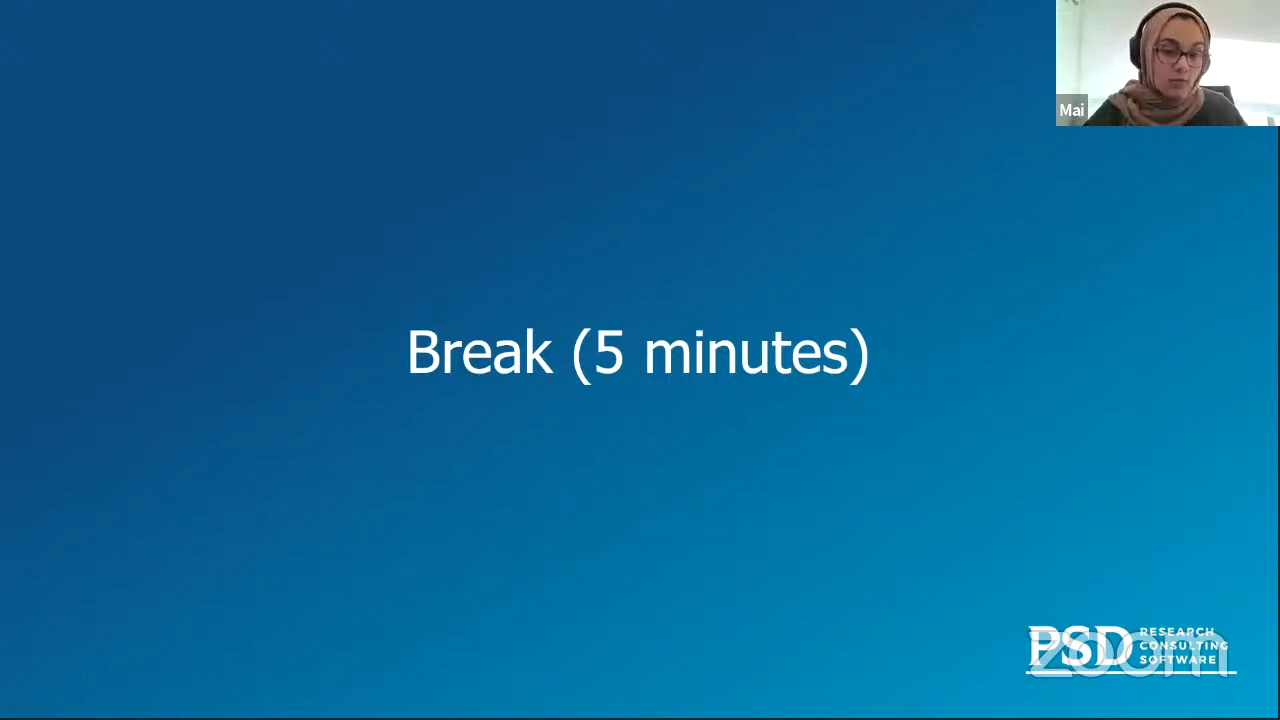 Mai
Break (5 minutes)
PSD
RESEARCH
CONSULTING
SOFTWARE
zoom